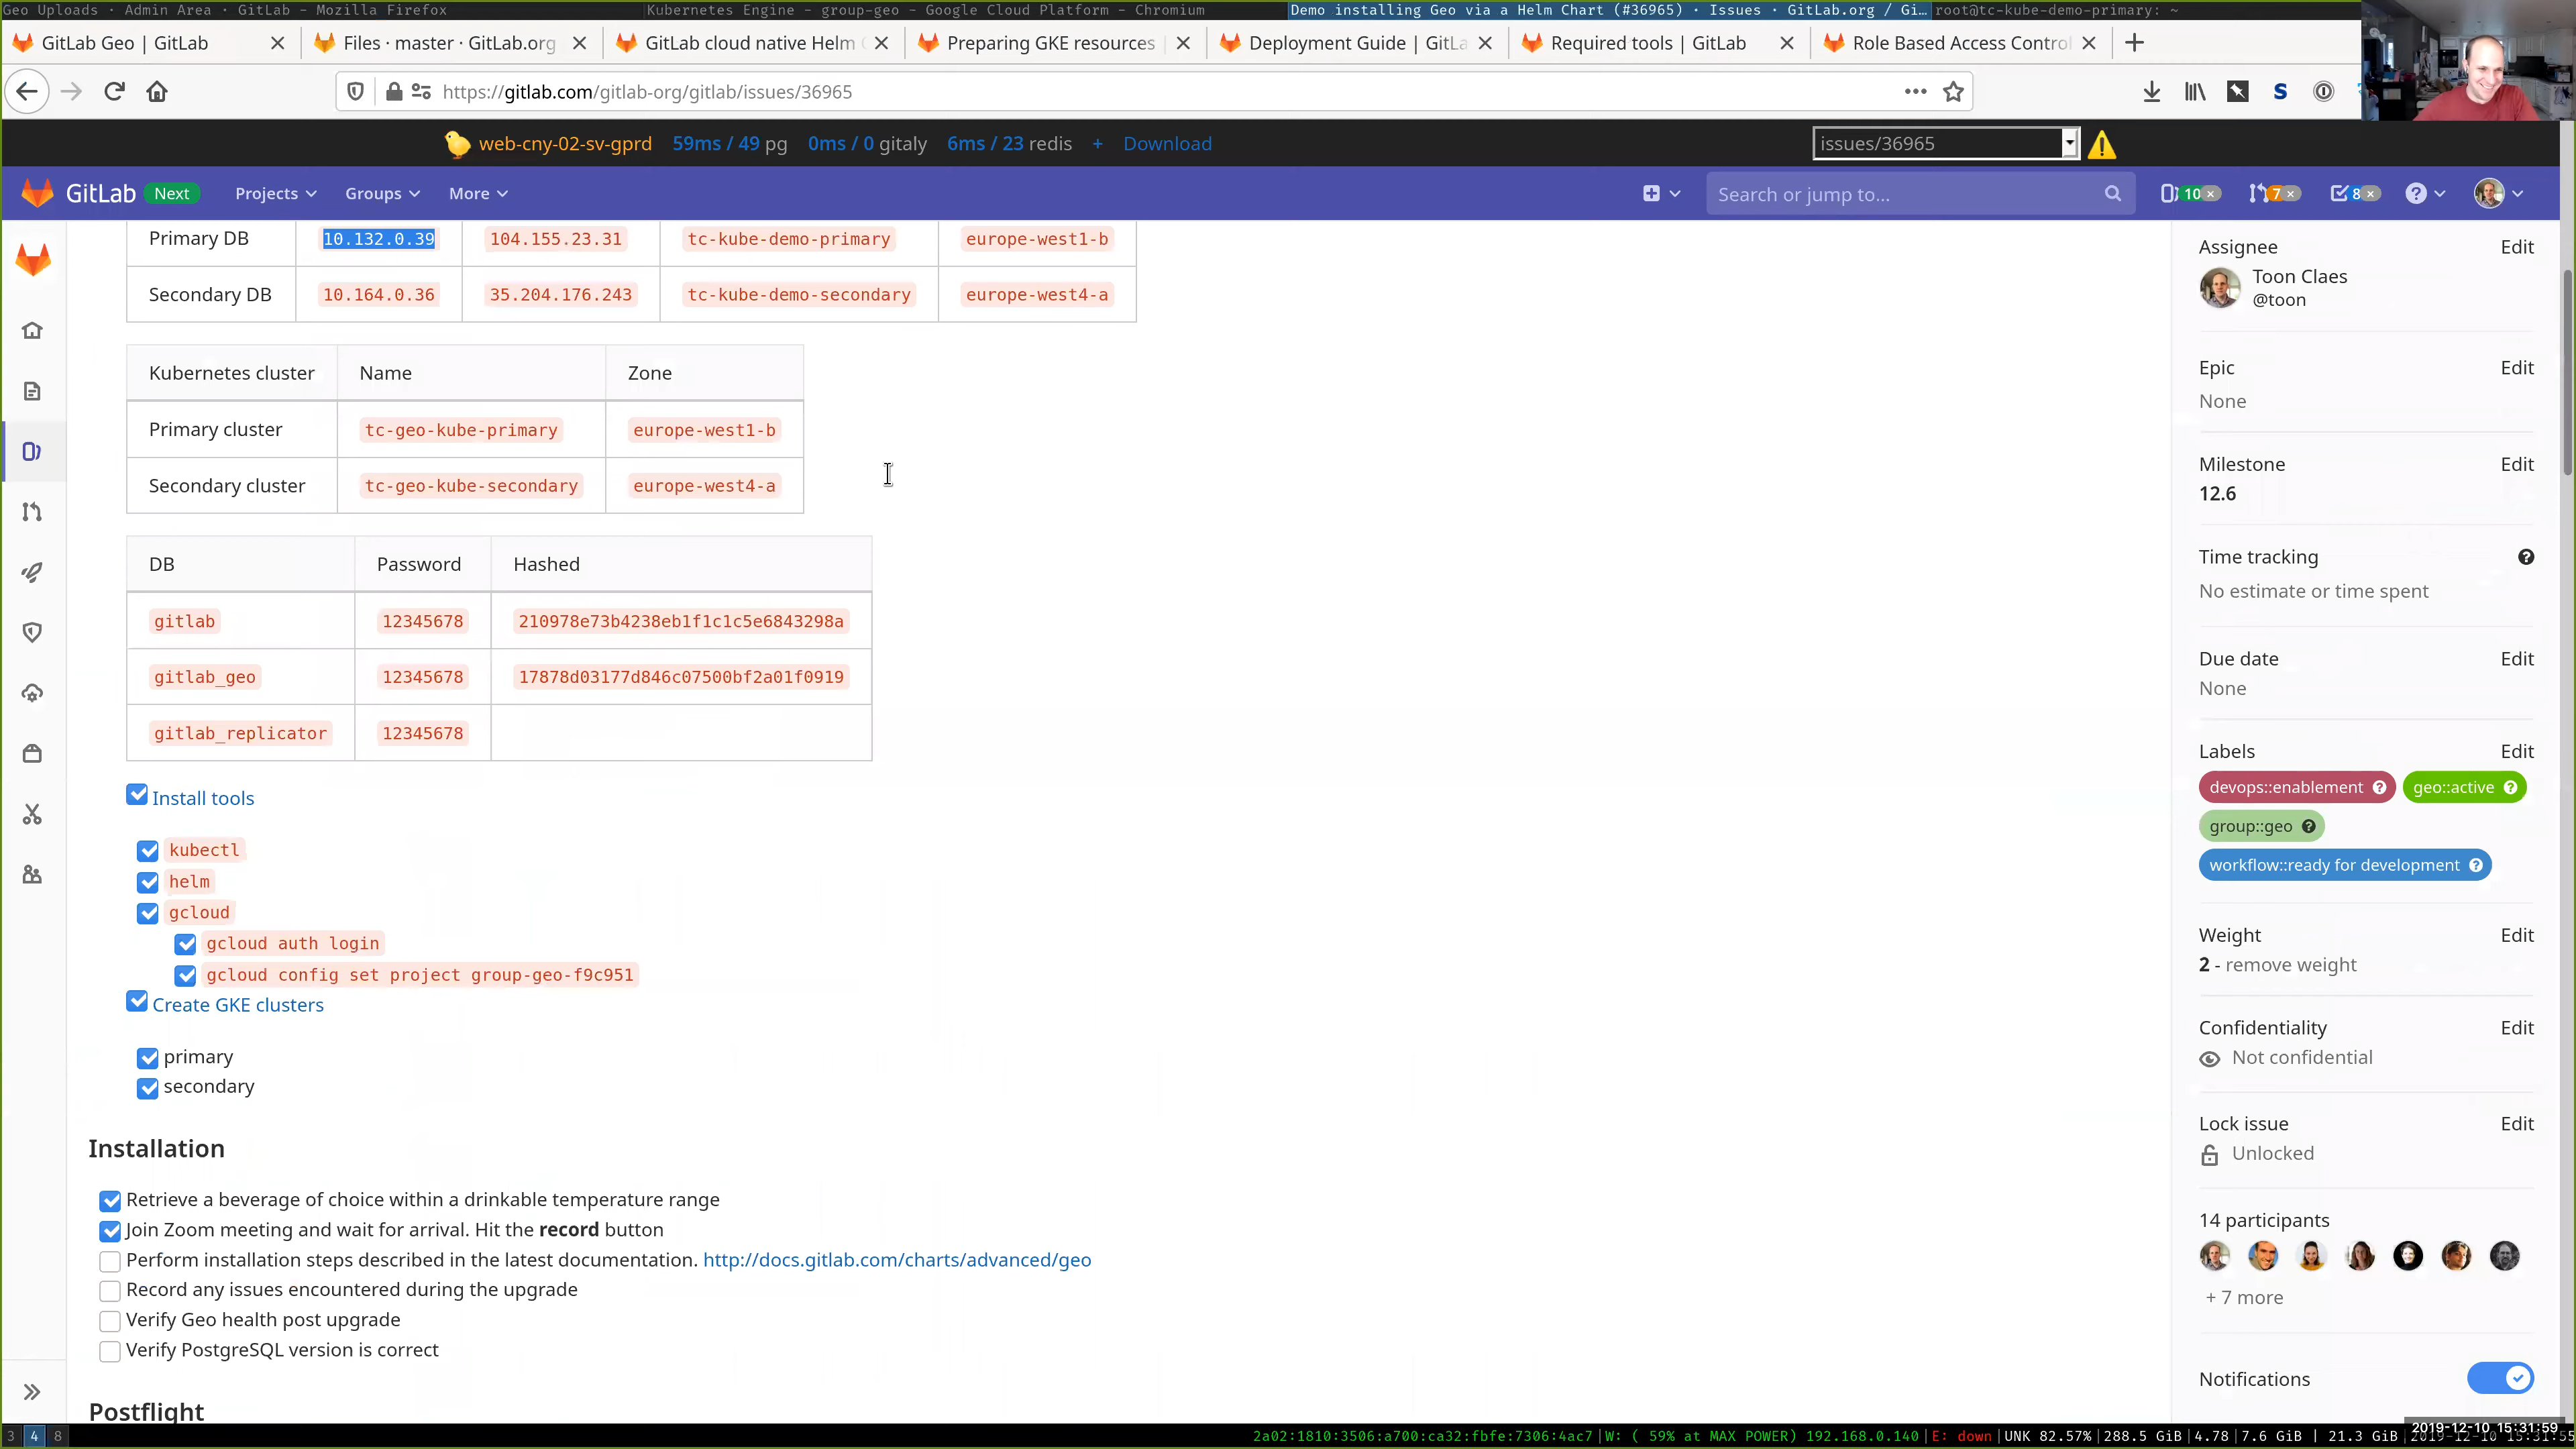 Geo Uploads · Admin Area · GitLab - Mozilla Firefox
Kubernetes Engine - group-geo - Google Cloud Platform - Chromium
Demo installing Geo via a Helm Chart (#36965) · Issues · GitLab.org / Gi…
root@tc-kube-demo-primary: ~
GitLab Geo | GitLab
Files · master · GitLab.org
GitLab cloud native Helm
Preparing GKE resources
Deployment Guide | GitLa
Required tools | GitLab
Role Based Access Control
https://gitlab.com/gitlab-org/gitlab/issues/36965
web-cny-02-sv-gprd 59ms / 49 pg 0ms / 0 gitaly 6ms / 23 redis + Download
issues/36965
GitLab Next Projects Groups More
Search or jump to...
10 7 8
Primary DB 10.132.0.39 104.155.23.31 tc-kube-demo-primary europe-west1-b
Secondary DB 10.164.0.36 35.204.176.243 tc-kube-demo-secondary europe-west4-a
Kubernetes cluster Name Zone
Primary cluster tc-geo-kube-primary europe-west1-b
Secondary cluster tc-geo-kube-secondary europe-west4-a
DB Password Hashed
gitlab 12345678 210978e73b4238eb1f1c1c5e6843298a
gitlab_geo 12345678 17878d03177d846c07500bf2a01f0919
gitlab_replicator 12345678
Install tools
kubectl
helm
gcloud
gcloud auth login
gcloud config set project group-geo-f9c951
Create GKE clusters
primary
secondary
Installation
Retrieve a beverage of choice within a drinkable temperature range
Join Zoom meeting and wait for arrival. Hit the record button
Perform installation steps described in the latest documentation. http://docs.gitlab.com/charts/advanced/geo
Record any issues encountered during the upgrade
Verify Geo health post upgrade
Verify PostgreSQL version is correct
Postflight
Assignee Edit
Toon Claes
@toon
Epic Edit
None
Milestone Edit
12.6
Time tracking
No estimate or time spent
Due date Edit
None
Labels Edit
devops::enablement geo::active
group::geo
workflow::ready for development
Weight Edit
2 - remove weight
Confidentiality Edit
Not confidential
Lock issue Edit
Unlocked
14 participants
+ 7 more
Notifications
2019-12-10 15:31:59
3 4 8
2a02:1810:3506:a700:ca32:fbfe:7306:4ac7 | W: ( 59% at MAX POWER) 192.168.0.140 | E: down | UNK 82.57% | 288.5 GiB | 4.78 | 7.6 GiB | 21.3 GiB